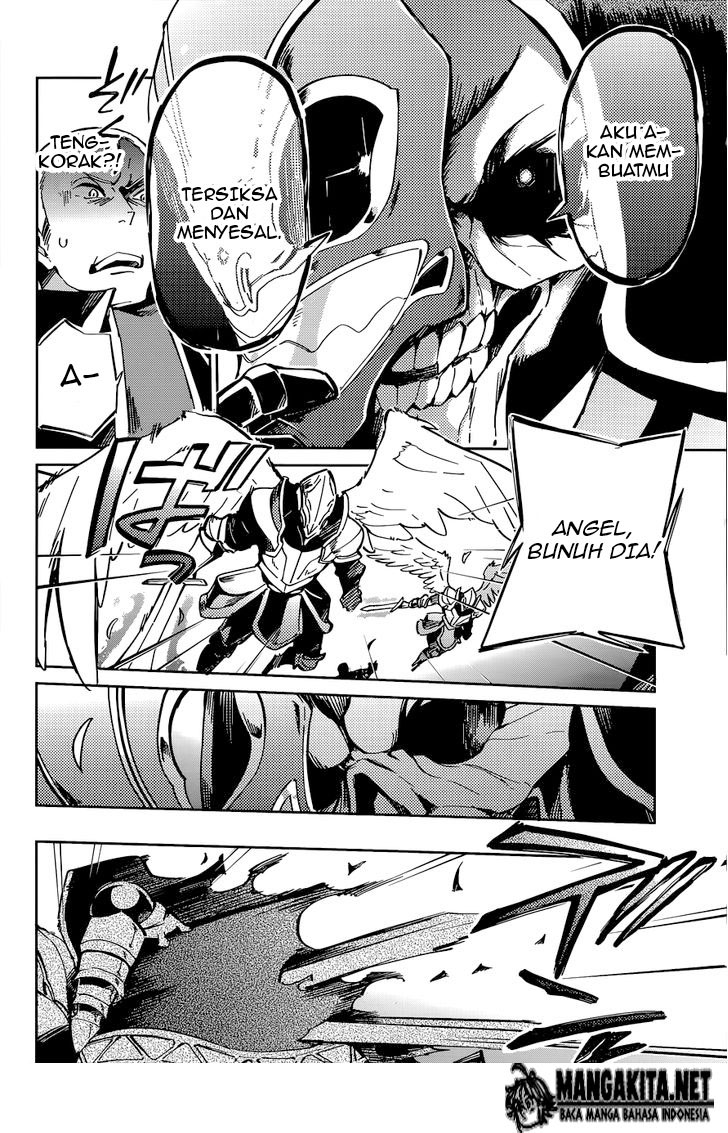 AKU A-
KAN MEM-
BUATMU
TERSIKSA
DAN
MENYESAL.
TENG-
KORAK?!
A-
ANGEL,
BUNUH DIA!
MANGAKITA.NET
BACA MANGA BAHASA INDONESIA